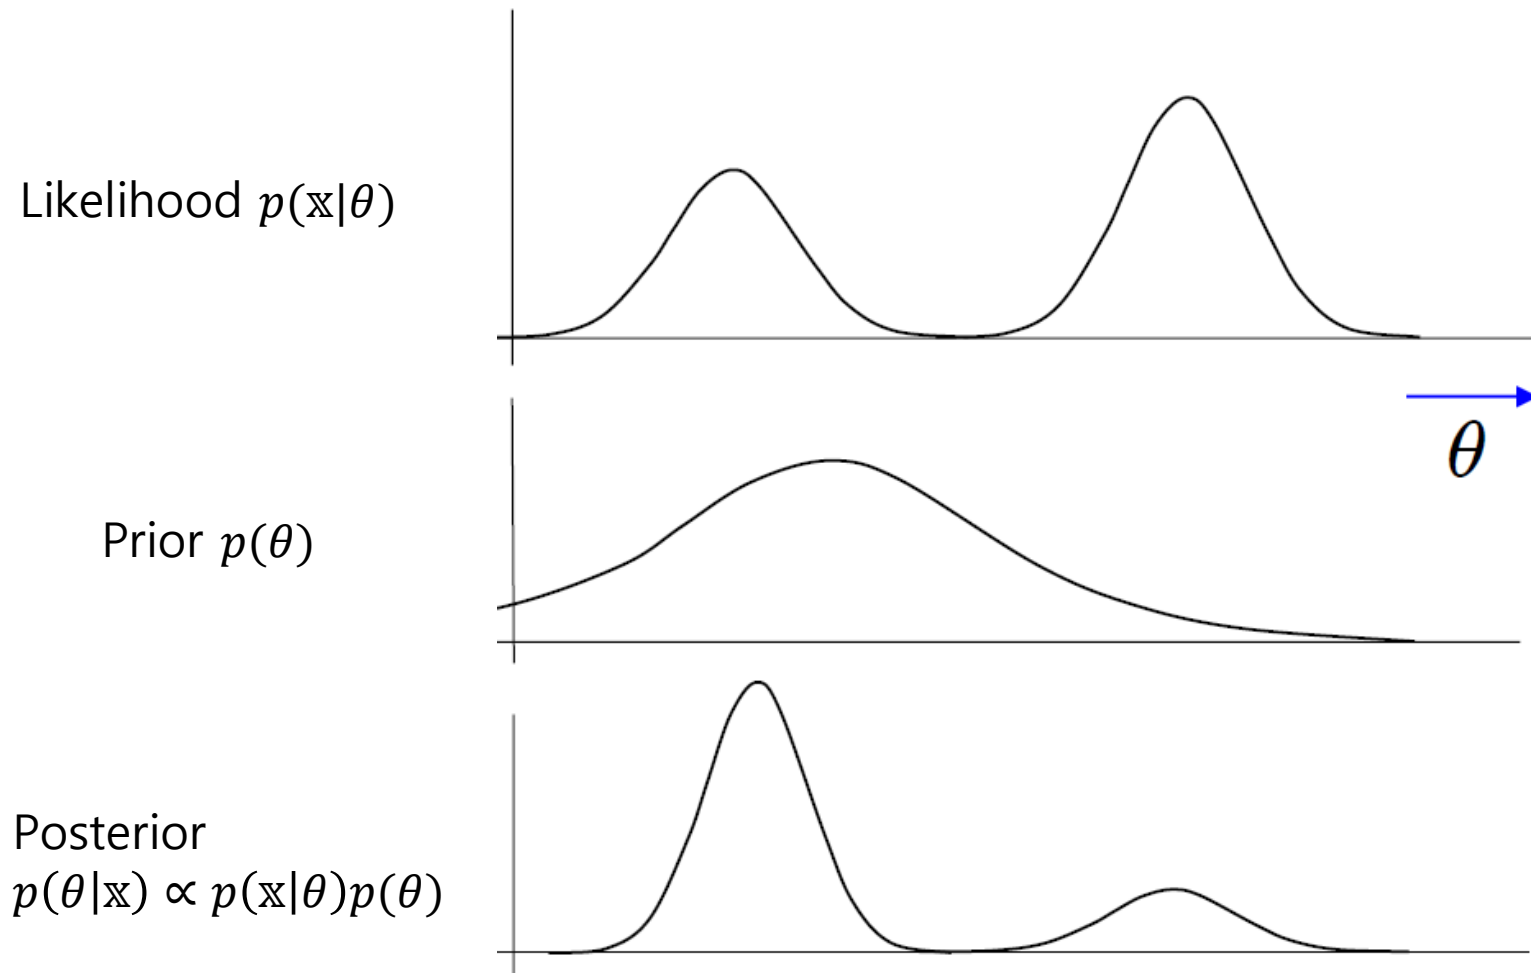 Likelihood 𝑝(𝕩|𝜃)
θ
Prior 𝑝(𝜃)
Posterior
𝑝(𝜃|𝕩) ∝ 𝑝(𝕩|𝜃)𝑝(𝜃)